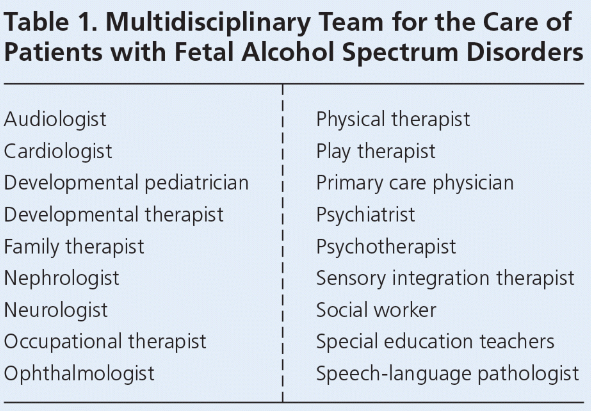 Table 1. Multidisciplinary Team for the Care of
Patients with Fetal Alcohol Spectrum Disorders
Audiologist
Cardiologist
Developmental pediatrician
Developmental therapist
Family therapist
Nephrologist
Neurologist
Occupational therapist
Ophthalmologist
Physical therapist
Play therapist
Primary care physician
Psychiatrist
Psychotherapist
Sensory integration therapist
Social worker
Special education teachers
Speech-language pathologist